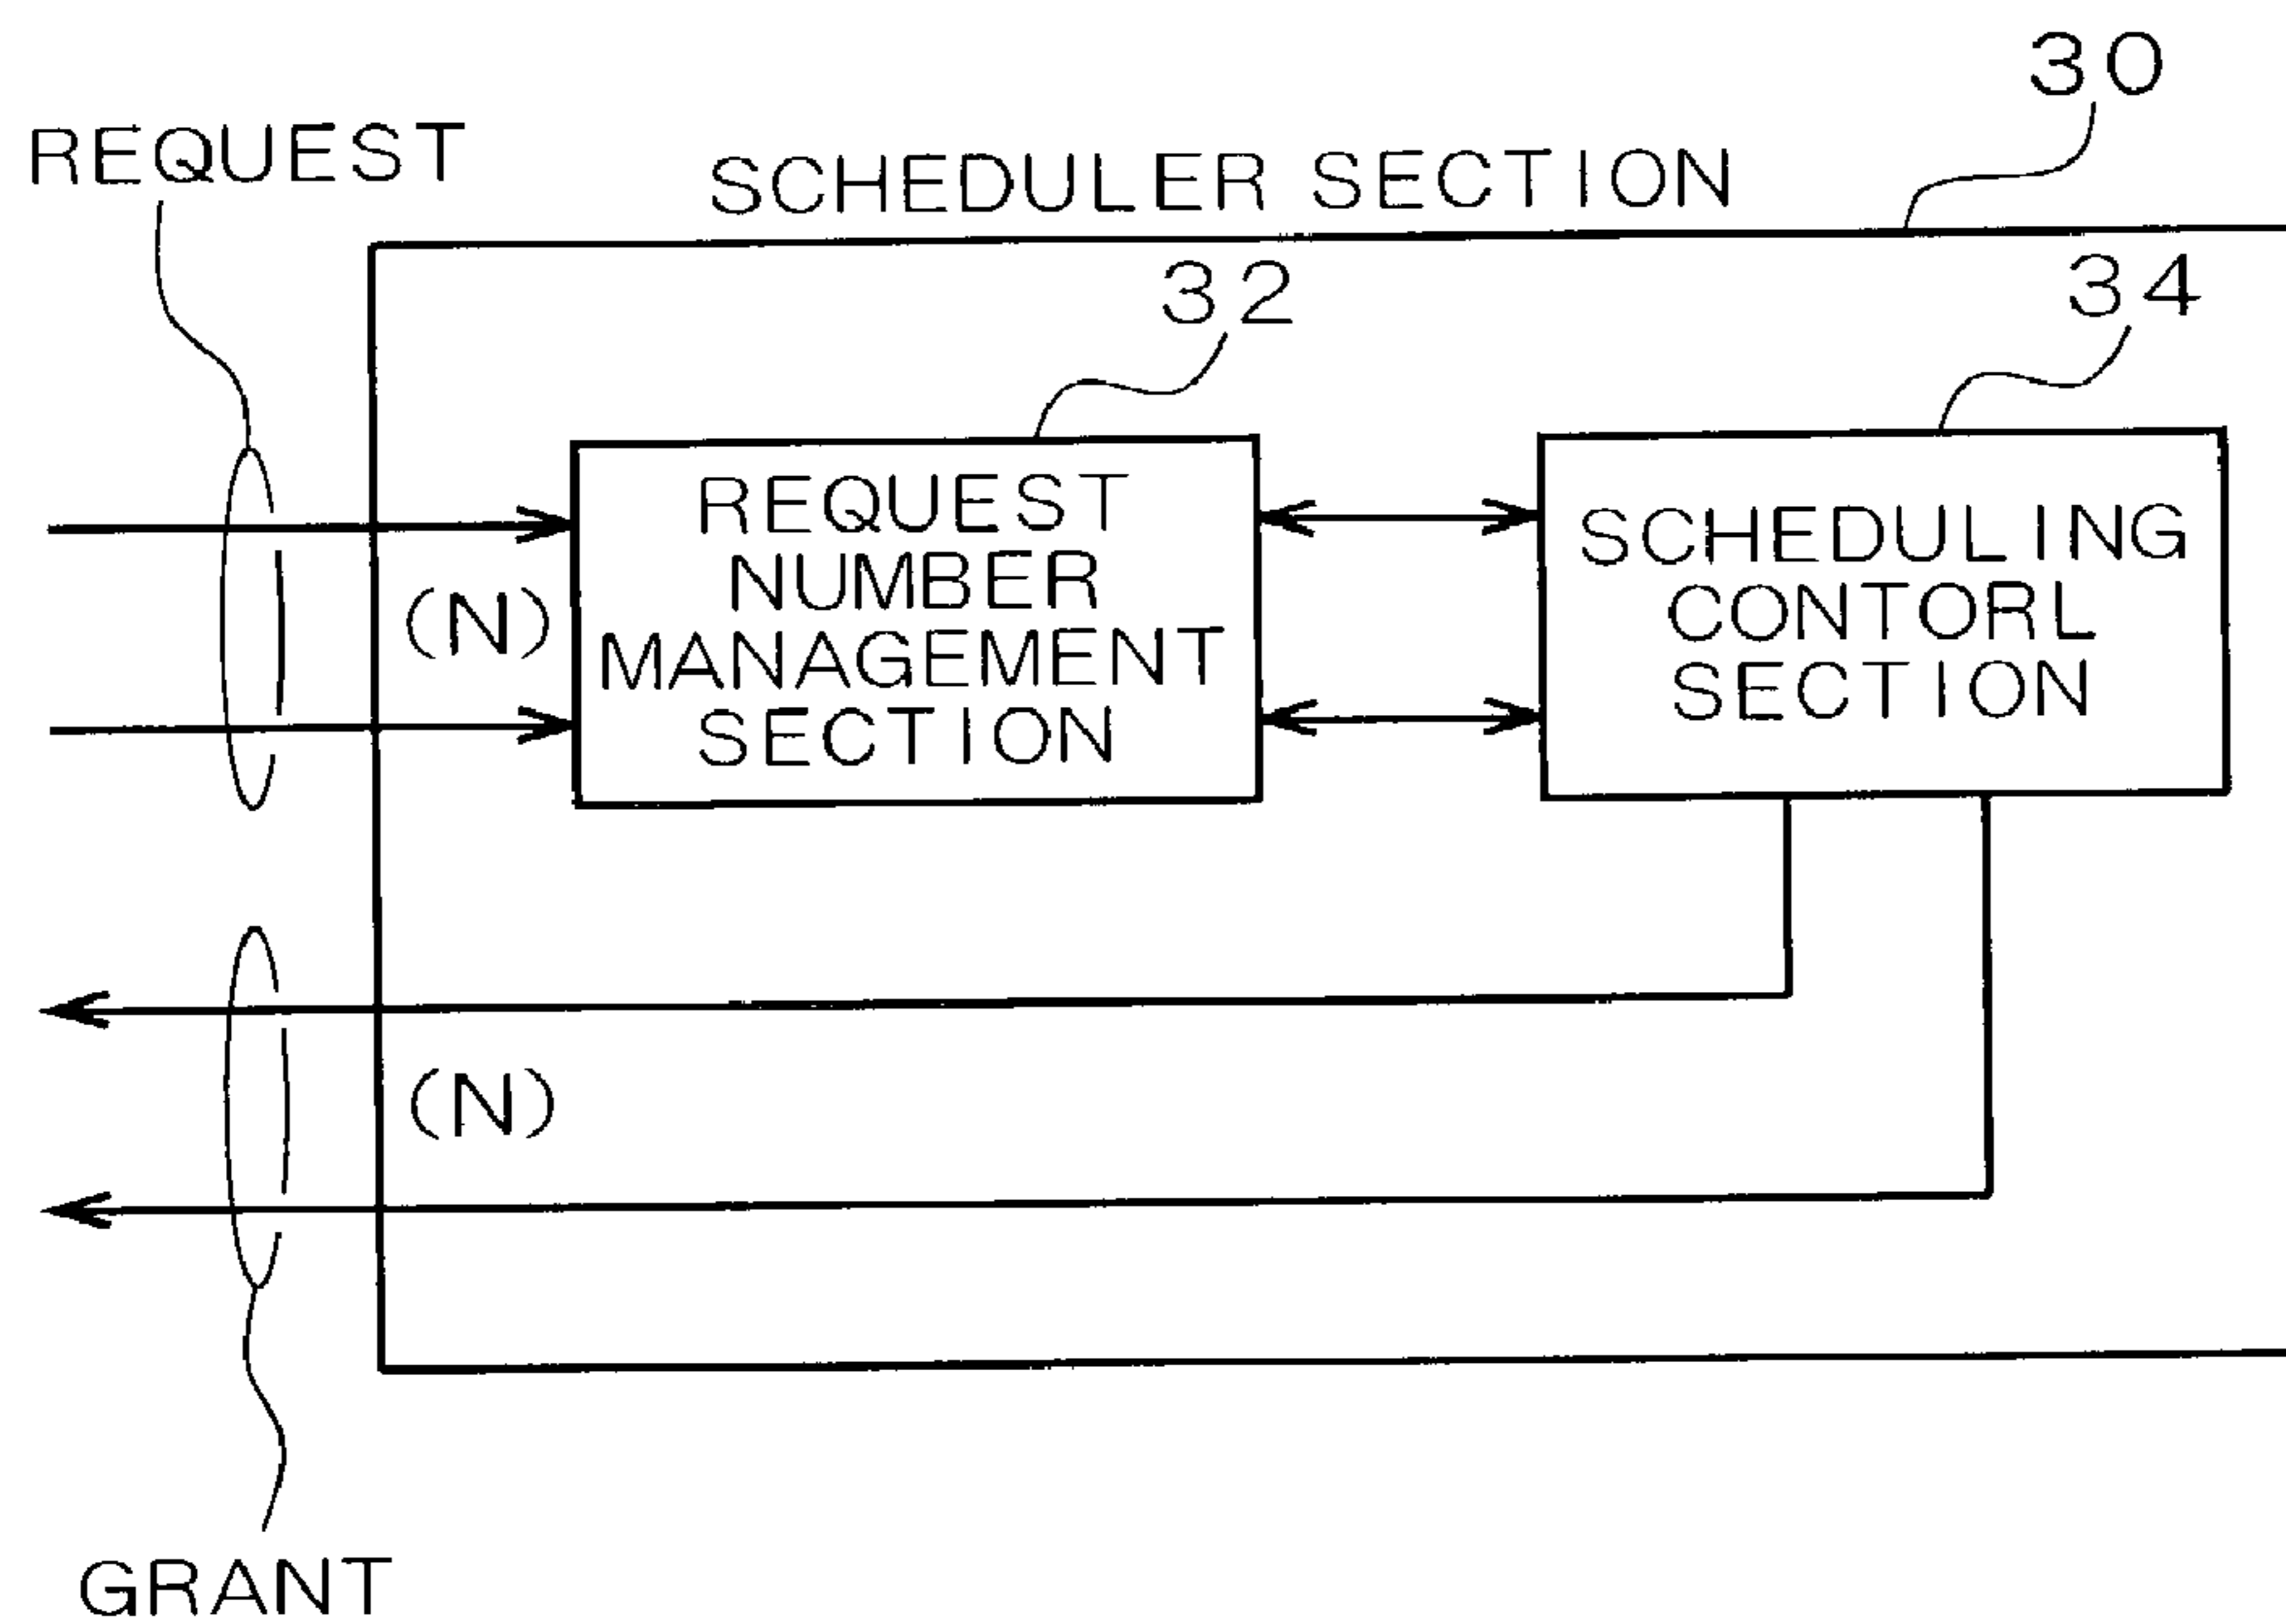 30
REQUEST
SCHEDULER SECTION
32
34
REQUEST
NUMBER
MANAGEMENT
SECTION
SCHEDULING
CONTORL
SECTION
(N)
(N)
GRANT